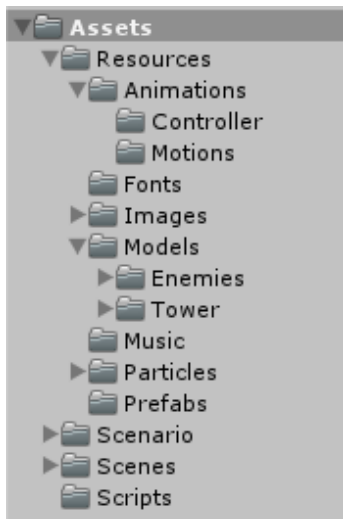 Assets
Resources
Animations
Controller
Motions
Fonts
Images
Models
Enemies
Tower
Music
Particles
Prefabs
Scenario
Scenes
Scripts